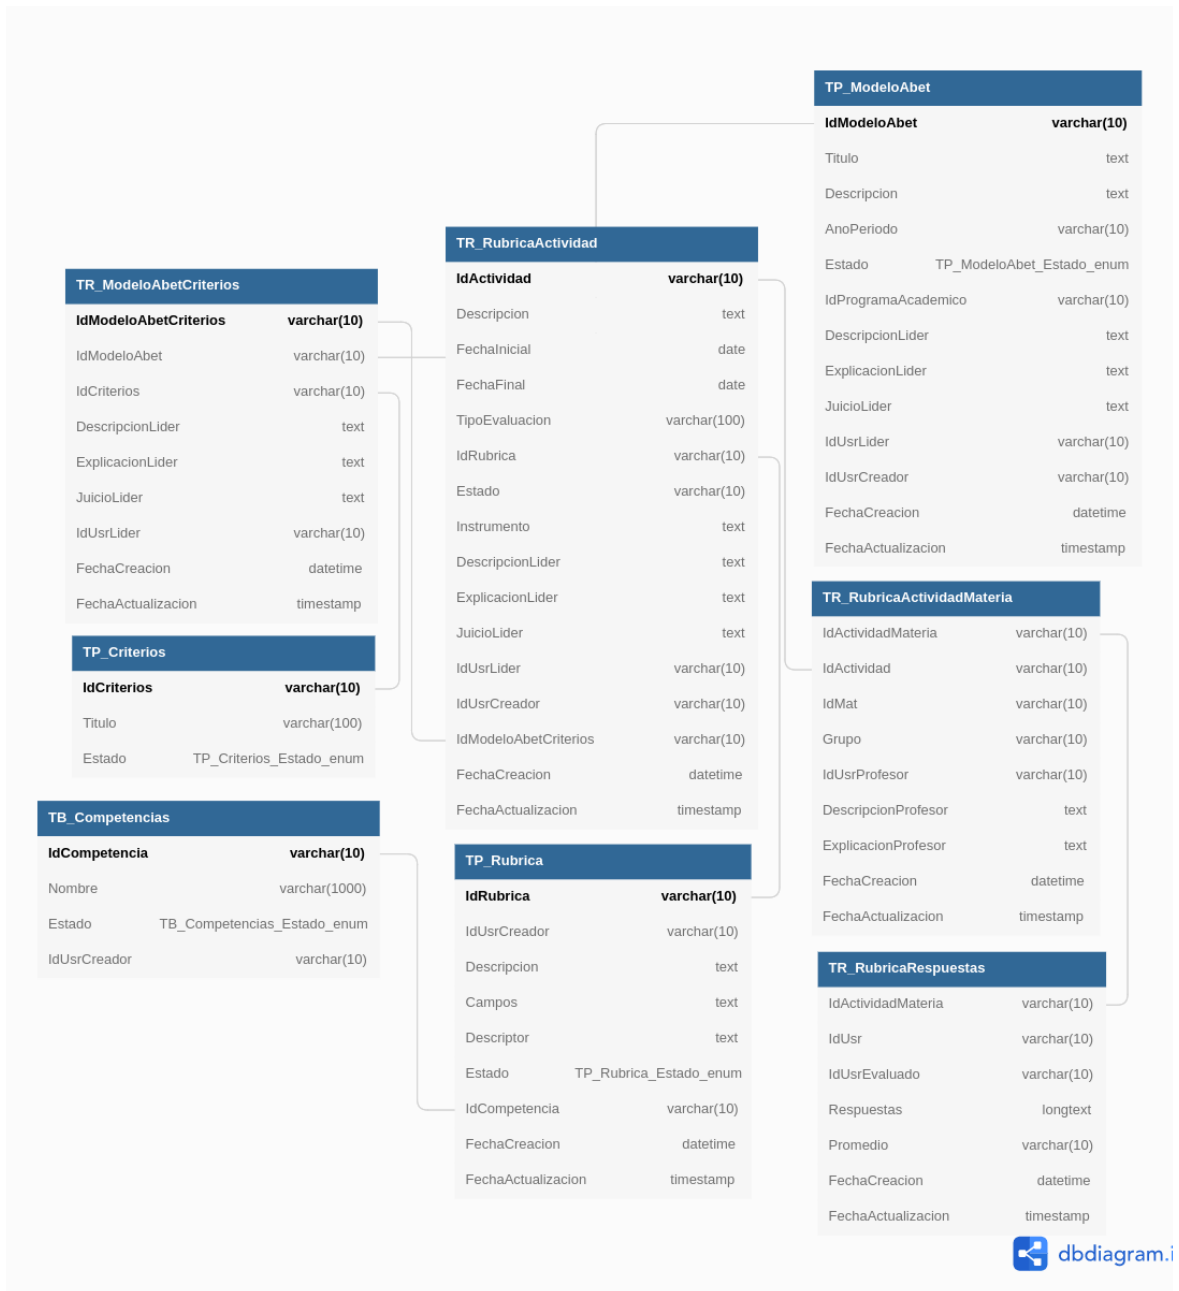 TP_ModeloAbet
IdModeloAbet varchar(10)
Titulo text
Descripcion text
AnoPeriodo varchar(10)
Estado TP_ModeloAbet_Estado_enum
IdProgramaAcademico varchar(10)
DescripcionLider text
ExplicacionLider text
JuicioLider text
IdUsrLider varchar(10)
IdUsrCreador varchar(10)
FechaCreacion datetime
FechaActualizacion timestamp
TR_RubricaActividad
IdActividad varchar(10)
Descripcion text
FechaInicial date
FechaFinal date
TipoEvaluacion varchar(100)
IdRubrica varchar(10)
Estado varchar(10)
Instrumento text
DescripcionLider text
ExplicacionLider text
JuicioLider text
IdUsrLider varchar(10)
IdUsrCreador varchar(10)
IdModeloAbetCriterios varchar(10)
FechaCreacion datetime
FechaActualizacion timestamp
TR_ModeloAbetCriterios
IdModeloAbetCriterios varchar(10)
IdModeloAbet varchar(10)
IdCriterios varchar(10)
DescripcionLider text
ExplicacionLider text
JuicioLider text
IdUsrLider varchar(10)
FechaCreacion datetime
FechaActualizacion timestamp
TP_Criterios
IdCriterios varchar(10)
Titulo varchar(100)
Estado TP_Criterios_Estado_enum
TB_Competencias
IdCompetencia varchar(10)
Nombre varchar(1000)
Estado TB_Competencias_Estado_enum
IdUsrCreador varchar(10)
TP_Rubrica
IdRubrica varchar(10)
IdUsrCreador varchar(10)
Descripcion text
Campos text
Descriptor text
Estado TP_Rubrica_Estado_enum
IdCompetencia varchar(10)
FechaCreacion datetime
FechaActualizacion timestamp
TR_RubricaActividadMateria
IdActividadMateria varchar(10)
IdActividad varchar(10)
IdMat varchar(10)
Grupo varchar(10)
IdUsrProfesor varchar(10)
DescripcionProfesor text
ExplicacionProfesor text
FechaCreacion datetime
FechaActualizacion timestamp
TR_RubricaRespuestas
IdActividadMateria varchar(10)
IdUsr varchar(10)
IdUsrEvaluado varchar(10)
Respuestas longtext
Promedio varchar(10)
FechaCreacion datetime
FechaActualizacion timestamp
dbdiagram.i